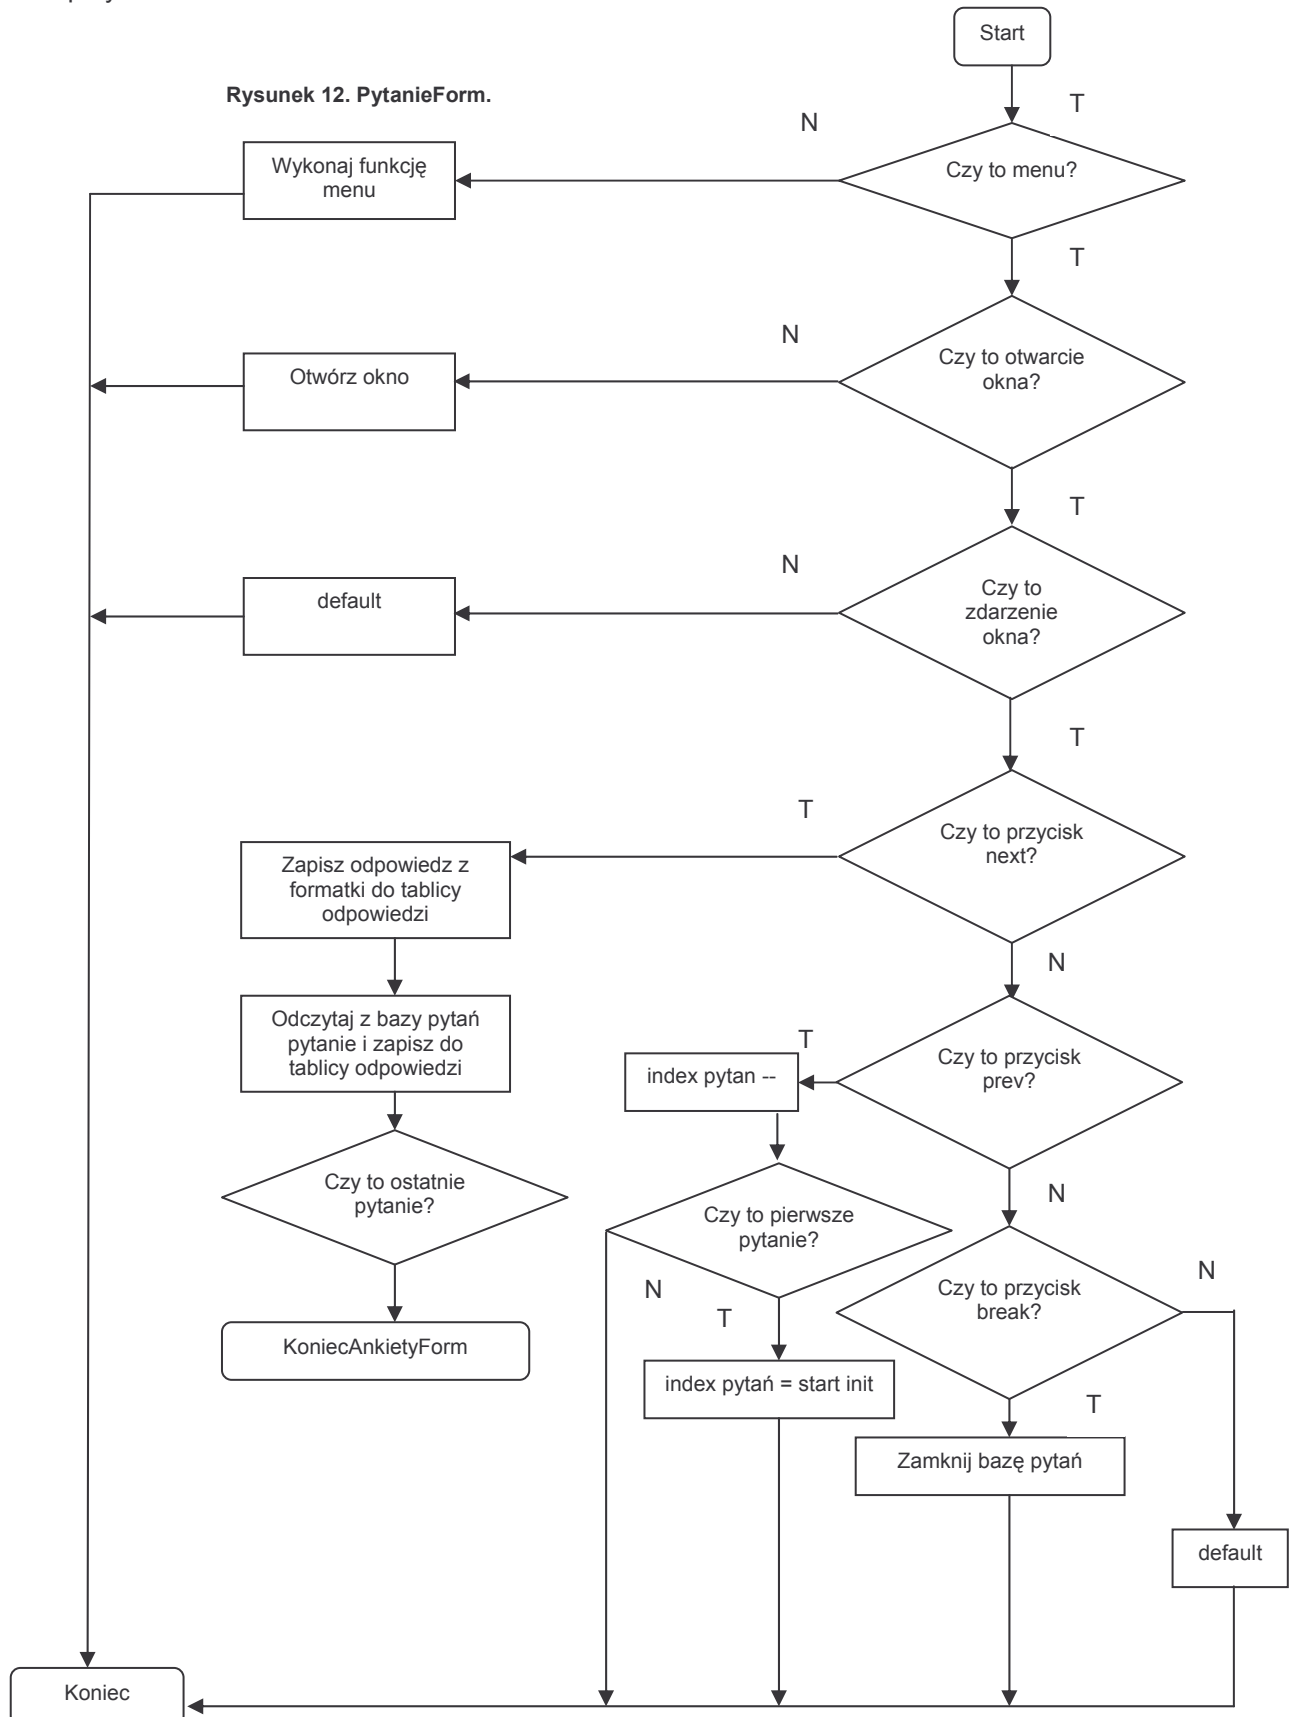 Start
Rysunek 12. PytanieForm.
T
N
Wykonaj funkcję
menu
Czy to menu?
T
N
Czy to otwarcie
okna?
Otwórz okno
T
N
Czy to
zdarzenie
okna?
default
T
T
Czy to przycisk
next?
Zapisz odpowiedz z
formatki do tablicy
odpowiedzi
N
Odczytaj z bazy pytań
pytanie i zapisz do
tablicy odpowiedzi
T
Czy to przycisk
prev?
index pytan --
Czy to ostatnie
pytanie?
N
Czy to pierwsze
pytanie?
N
Czy to przycisk
break?
N
T
KoniecAnkietyForm
index pytań = start init
T
Zamknij bazę pytań
default
Koniec